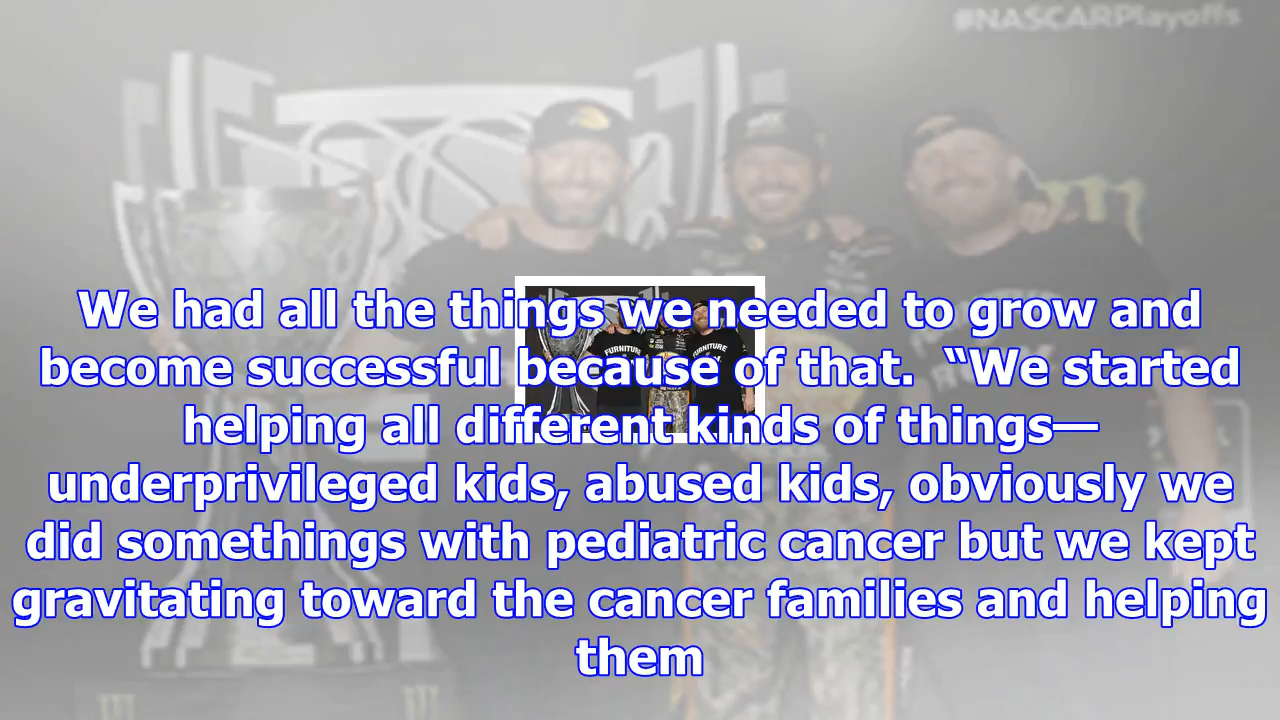 #NASCARPlayoffs
We had all the things we needed to grow and
become successful because of that.  “We started
helping all different kinds of things—
underprivileged kids, abused kids, obviously we
did somethings with pediatric cancer but we kept
gravitating toward the cancer families and helping
them
FURNITURE
FURNITURE